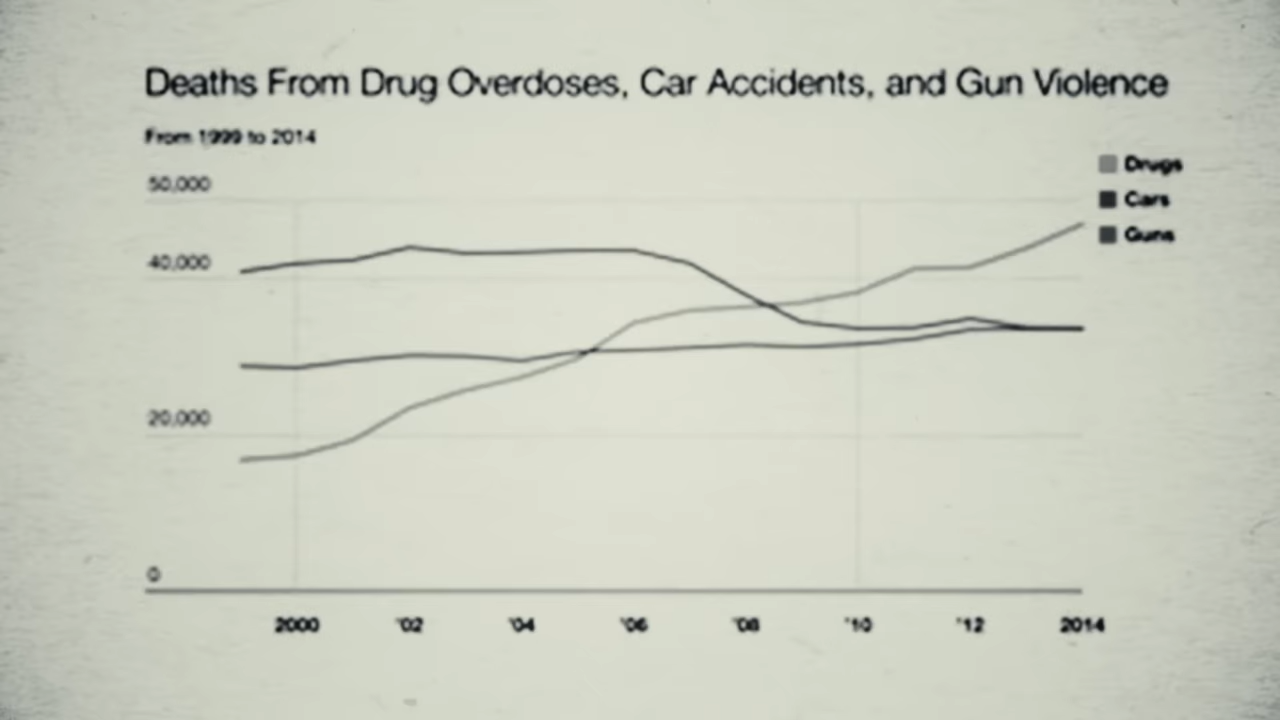 Deaths From Drug Overdoses, Car Accidents, and Gun Violence
From 1999 to 2014
Drugs
50,000
Cars
Guns
40,000
20,000
0
2000 '02 '04 '06 '08 '10 '12 2014